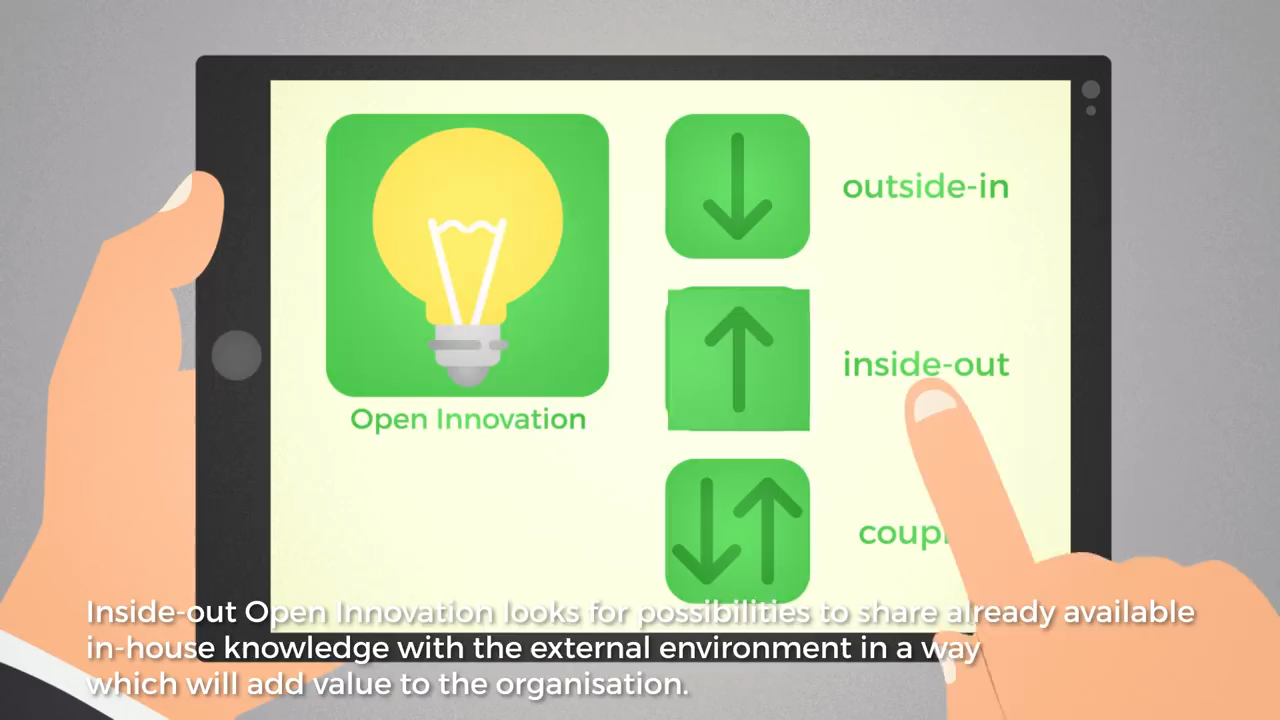 outside-in
inside-out
Open Innovation
Inside-out Open Innovation looks for possibilities to share already available
in-house knowledge with the external environment in a way
which will add value to the organisation.